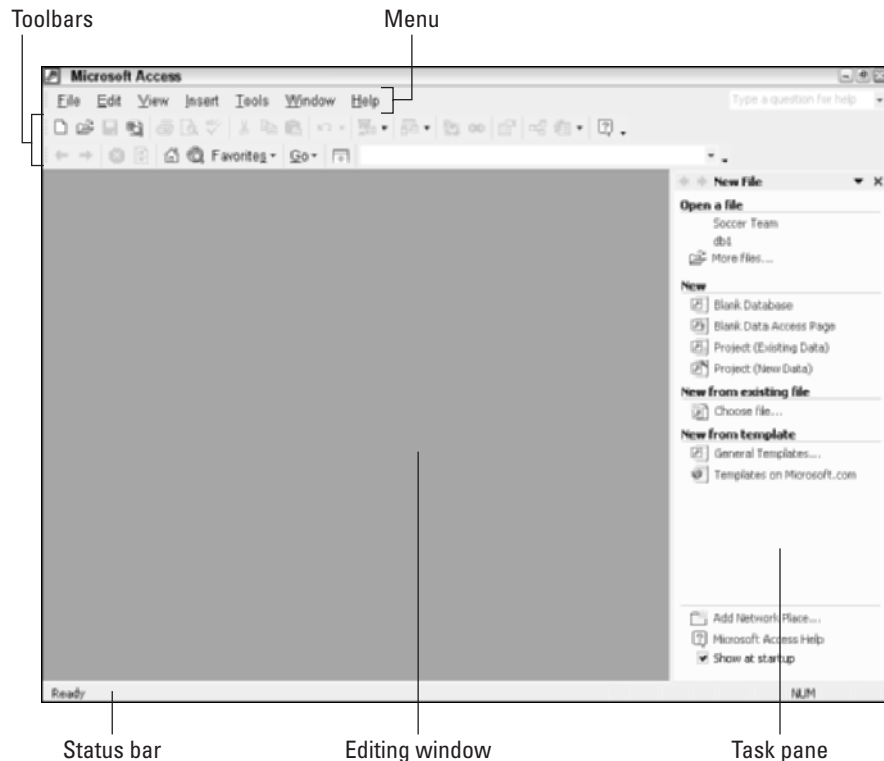 Toolbars
Menu
Microsoft Access
File Edit View Insert Tools Window Help
Type a question for help
Favorites Go
New File
Open a file
Soccer Team
db1
More files...
New
Blank Database
Blank Data Access Page
Project (Existing Data)
Project (New Data)
New from existing file
Choose file...
New from template
General Templates...
Templates on Microsoft.com
Add Network Place...
Microsoft Access Help
Show at startup
Ready
NUM
Status bar
Editing window
Task pane